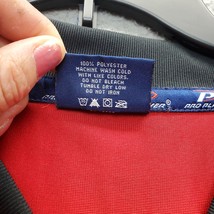 100% POLYESTER
MACHINE WASH COLD
WITH LIKE COLORS.
DO NOT BLEACH
TUMBLE DRY LOW
DO NOT IRON